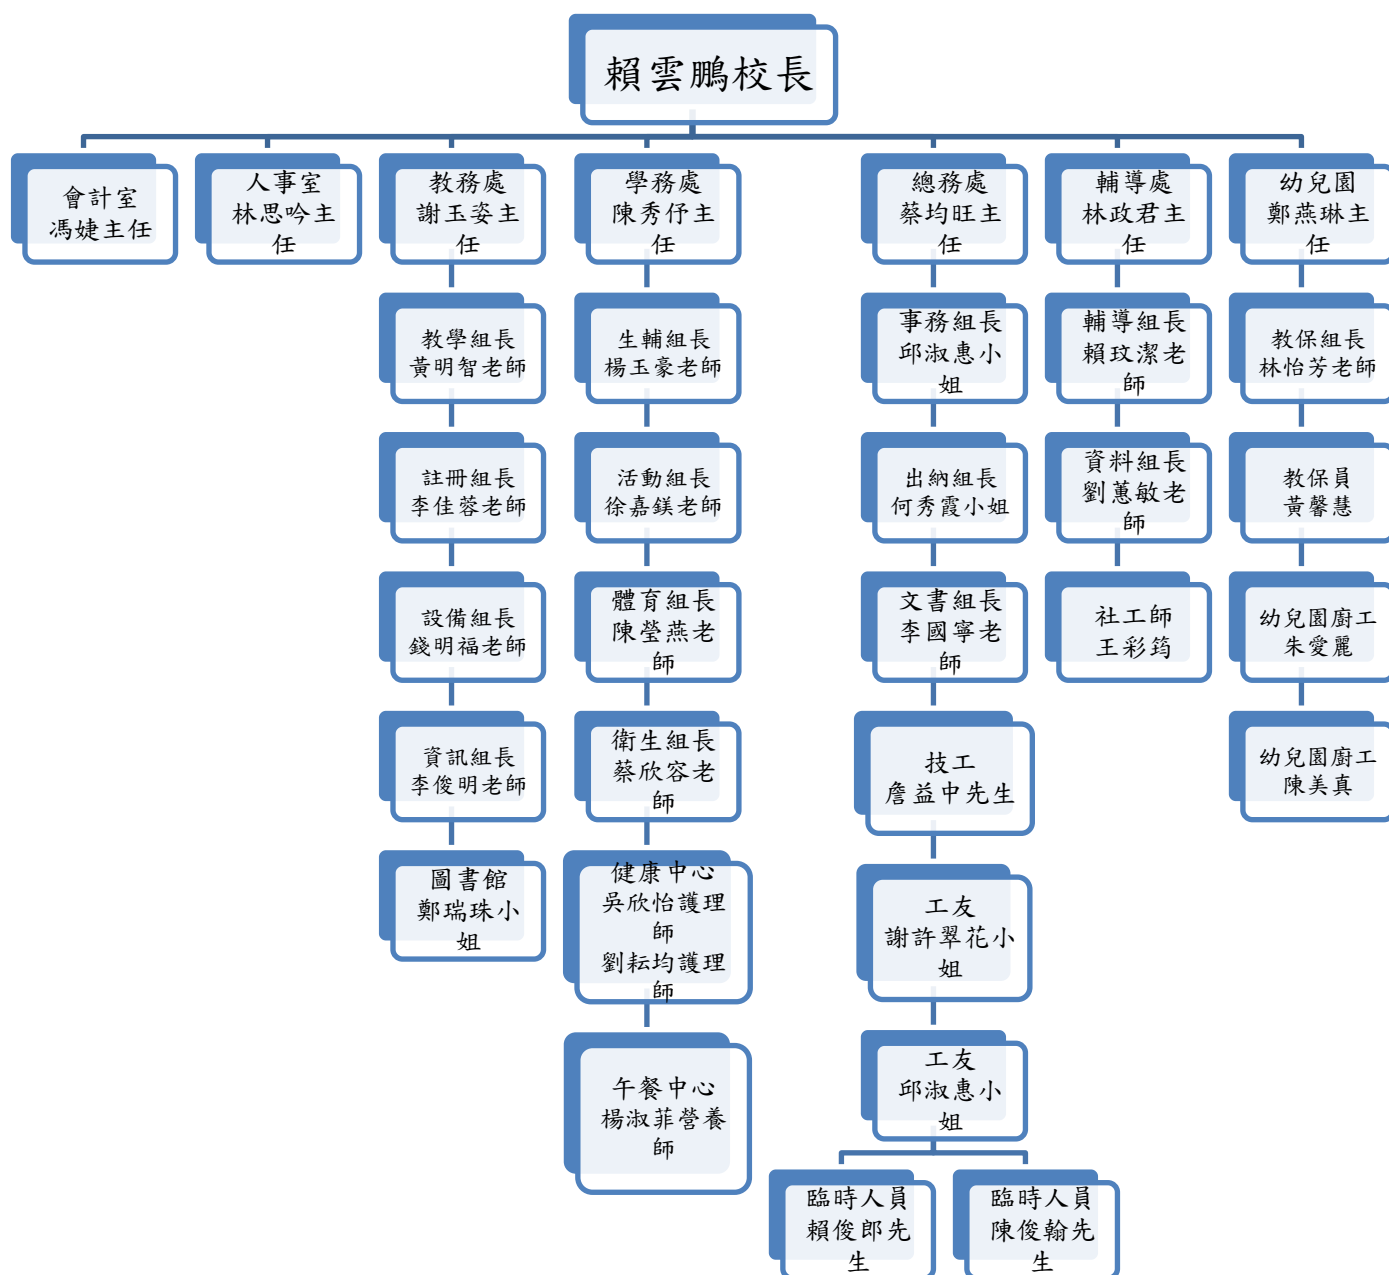 賴雲鵬校長
會計室
馮婕主任
人事室
林思吟主
任
教務處
謝玉姿主
任
學務處
陳秀伃主
任
總務處
蔡均旺主
任
輔導處
林政君主
任
幼兒園
鄭燕琳主
任
教學組長
黃明智老師
生輔組長
楊玉豪老師
事務組長
邱淑惠小
姐
輔導組長
賴玟潔老
師
教保組長
林怡芳老師
註冊組長
李佳蓉老師
活動組長
徐嘉鎂老師
出納組長
何秀霞小姐
資料組長
劉蕙敏老
師
教保員
黃馨慧
設備組長
錢明福老師
體育組長
陳瑩燕老
師
文書組長
李國寧老
師
社工師
王彩筠
幼兒園廚工
朱愛麗
資訊組長
李俊明老師
衛生組長
蔡欣容老
師
技工
詹益中先生
幼兒園廚工
陳美真
圖書館
鄭瑞珠小
姐
健康中心
吳欣怡護理
師
劉耘均護理
師
工友
謝許翠花小
姐
午餐中心
楊淑菲營養
師
工友
邱淑惠小
姐
臨時人員
賴俊郎先
生
臨時人員
陳俊翰先
生